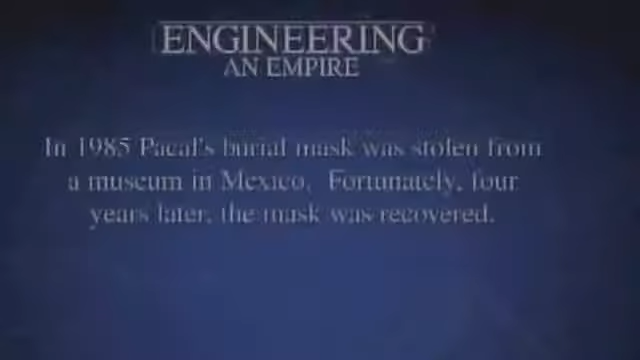 ENGINEERING
AN EMPIRE
In 1985 Pacal's burial mask was stolen from
a museum in Mexico. Fortunately, four
years later, the mask was recovered.